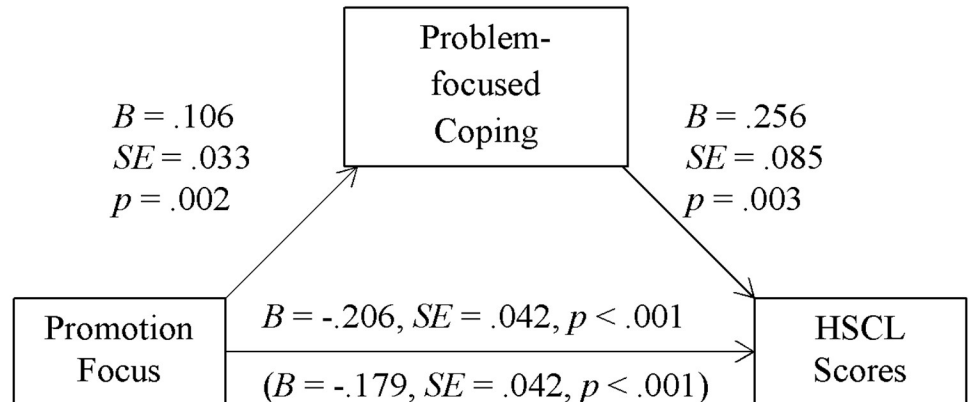 Problem-
focused
Coping
B = .106
SE = .033
p = .002
B = .256
SE = .085
p = .003
Promotion
Focus
B = -.206, SE = .042, p < .001
(B = -.179, SE = .042, p < .001)
HSCL
Scores